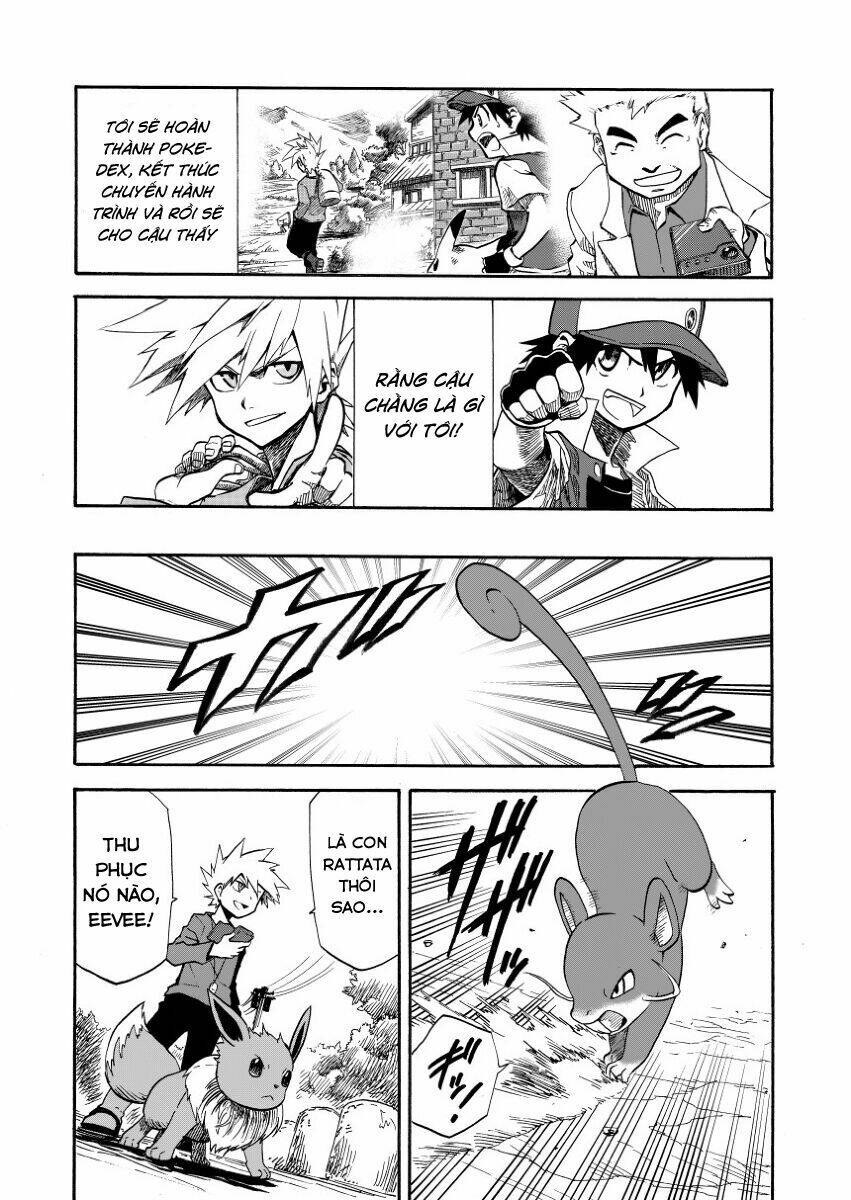 TÔI SẼ HOÀN
THÀNH POKE-
DEX, KẾT THÚC
CHUYẾN HÀNH
TRÌNH VÀ RỒI SẼ
CHO CẬU THẤY
RẰNG CẬU
CHẲNG LÀ GÌ
VỚI TÔI!
LÀ CON
RATTATA
THÔI
SAO...
THU
PHỤC
NÓ NÀO,
EEVEE!